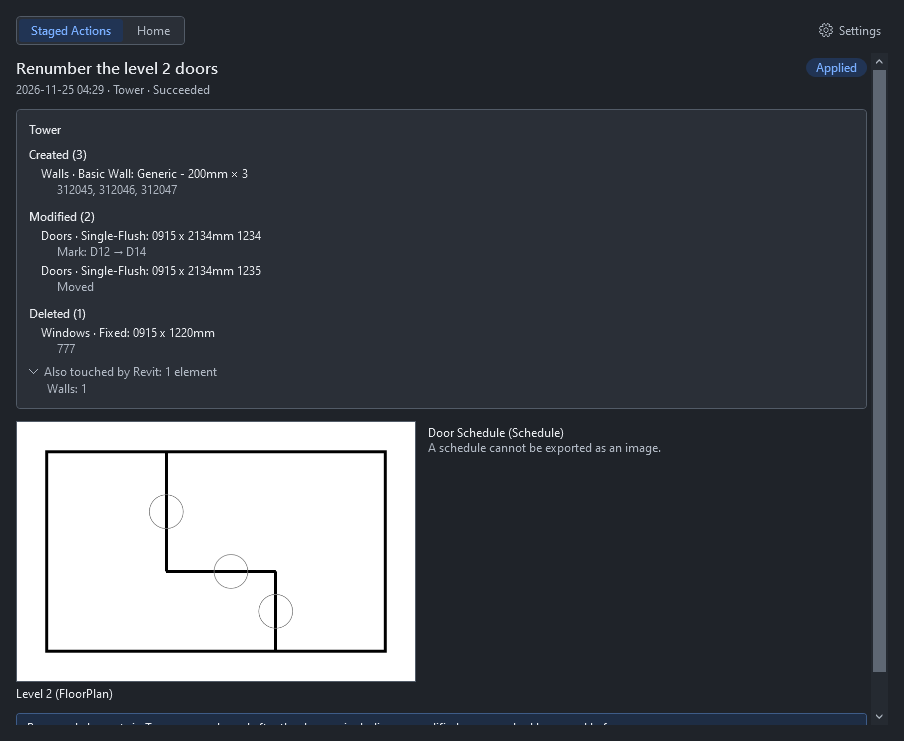 Staged Actions
Home
Settings
Renumber the level 2 doors
Applied
2026-11-25 04:29 · Tower · Succeeded
Tower
Created (3)
Walls · Basic Wall: Generic - 200mm × 3
312045, 312046, 312047
Modified (2)
Doors · Single-Flush: 0915 x 2134mm 1234
Mark: D12 → D14
Doors · Single-Flush: 0915 x 2134mm 1235
Moved
Deleted (1)
Windows · Fixed: 0915 x 1220mm
777
Also touched by Revit: 1 element
Walls: 1
Door Schedule (Schedule)
A schedule cannot be exported as an image.
Level 2 (FloorPlan)